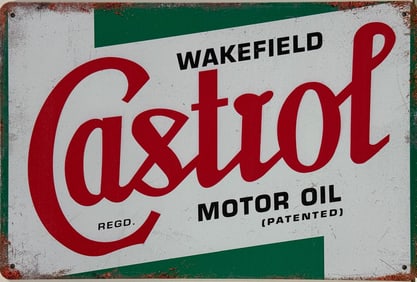 WAKEFIELD
Castrol
REGD.
MOTOR OIL
(PATENTED)